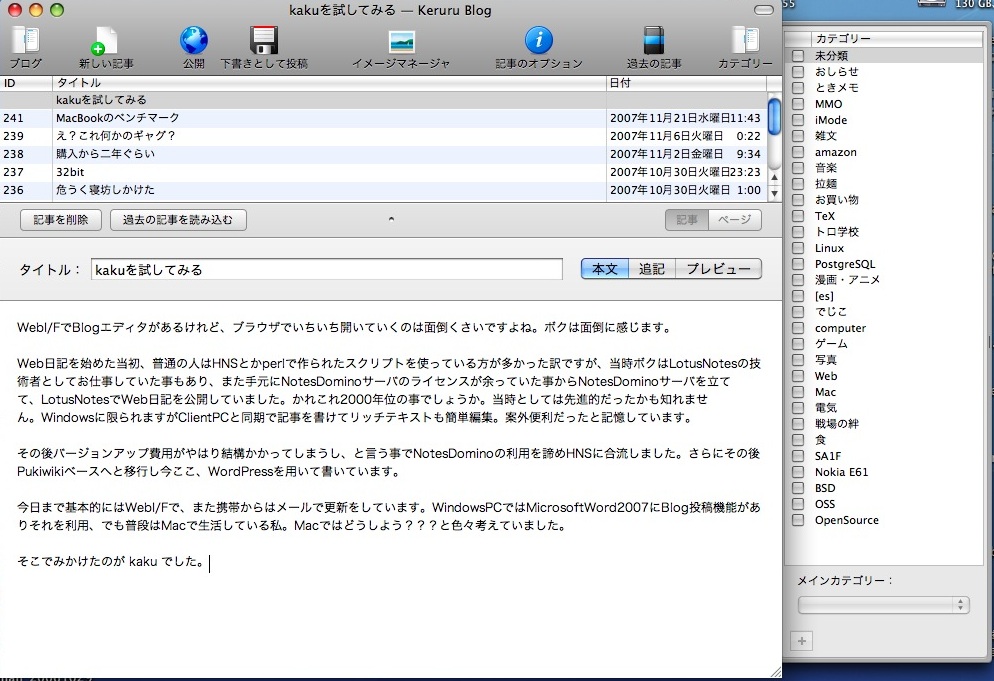 kakuを試してみる — Keruru Blog
ブログ 新しい記事 公開 下書きとして投稿 イメージマネージャ 記事のオプション 過去の記事 カテゴリー
ID タイトル 日付
kakuを試してみる
241 MacBookのベンチマーク 2007年11月21日水曜日11:43
239 え？これ何かのギャグ？ 2007年11月6日火曜日 0:22
238 購入から二年ぐらい 2007年11月2日金曜日 9:34
237 32bit 2007年10月30日火曜日23:23
236 危うく寝坊しかけた 2007年10月30日火曜日 1:00
記事を削除 過去の記事を読み込む 記事 ページ
タイトル： kakuを試してみる 本文 追記 プレビュー
WebI/FでBlogエディタがあるけれど、ブラウザでいちいち開いていくのは面倒くさいですよね。ボクは面倒に感じます。
Web日記を始めた当初、普通の人はHNSとかperlで作られたスクリプトを使っている方が多かった訳ですが、当時ボクはLotusNotesの技
術者としてお仕事していた事もあり、また手元にNotesDominoサーバのライセンスが余っていた事からNotesDominoサーバを立て
て、LotusNotesでWeb日記を公開していました。かれこれ2000年位の事でしょうか。当時としては先進的だったかも知れませ
ん。Windowsに限られますがClientPCと同期で記事を書けてリッチテキストも簡単編集。案外便利だったと記憶しています。
その後バージョンアップ費用がやはり結構かかってしまうし、と言う事でNotesDominoの利用を諦めHNSに合流しました。さらにその後
Pukiwikiベースへと移行し今ここ、WordPressを用いて書いています。
今日まで基本的にはWebI/Fで、また携帯からはメールで更新をしています。WindowsPCではMicrosoftWord2007にBlog投稿機能があ
りそれを利用、でも普段はMacで生活している私。Macではどうしよう？？？と色々考えていました。
そこでみかけたのが kaku でした。
130 GB
カテゴリー
未分類
おしらせ
ときメモ
MMO
iMode
雑文
amazon
音楽
拉麺
お買い物
TeX
トロ学校
Linux
PostgreSQL
漫画・アニメ
[es]
でじこ
computer
ゲーム
写真
Web
Mac
電気
戦場の絆
食
SA1F
Nokia E61
BSD
OSS
OpenSource
メインカテゴリー：